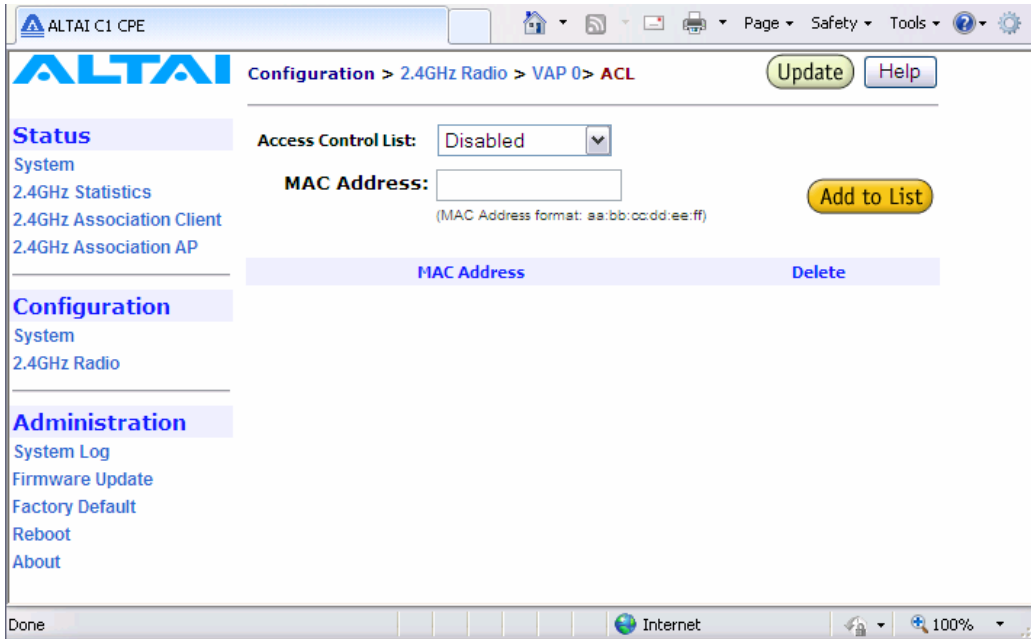 ALTAI C1 CPE
Page Safety Tools
ALTAI
Configuration > 2.4GHz Radio > VAP 0> ACL
Update
Help
Status
System
2.4GHz Statistics
2.4GHz Association Client
2.4GHz Association AP
Configuration
System
2.4GHz Radio
Administration
System Log
Firmware Update
Factory Default
Reboot
About
Access Control List: Disabled
MAC Address:
(MAC Address format: aa:bb:cc:dd:ee:ff)
Add to List
MAC Address Delete
Done Internet 100%